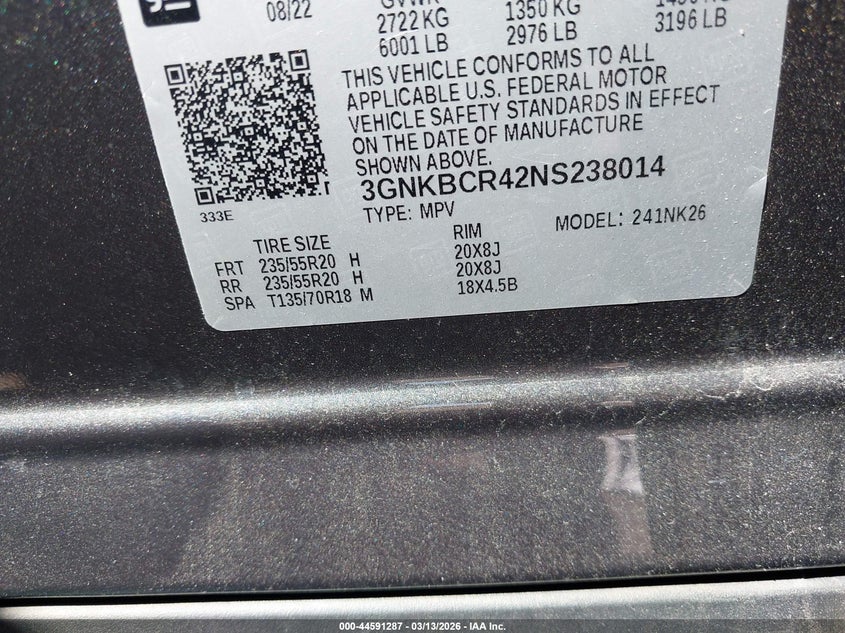 08/22
2722 KG 1350 KG
6001 LB 2976 LB 3196 LB
THIS VEHICLE CONFORMS TO ALL
APPLICABLE U.S. FEDERAL MOTOR
VEHICLE SAFETY STANDARDS IN EFFECT
ON THE DATE OF MANUFACTURE
SHOWN ABOVE.
3GNKBCR42NS238014
333E
TYPE: MPV MODEL: 241NK26
TIRE SIZE RIM
FRT 235/55R20 H 20X8J
RR 235/55R20 H 20X8J
SPA T135/70R18 M 18X4.5B
000-44591287 - 03/13/2026 - IAA Inc.